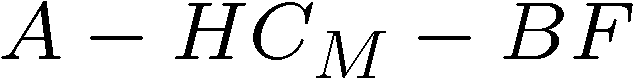 A − HC_M − BF